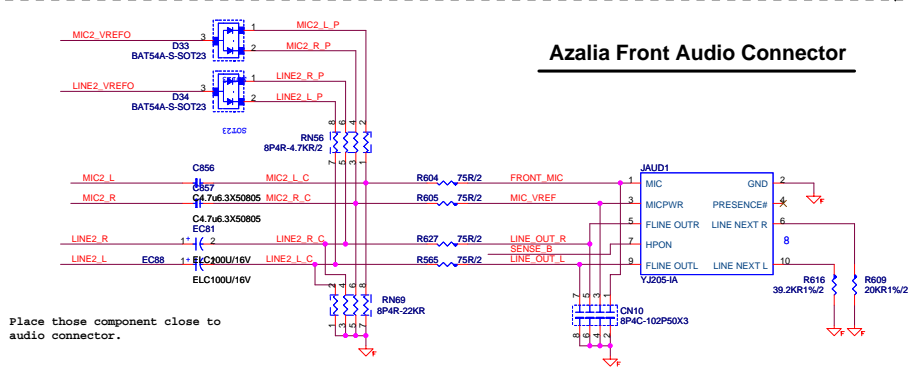 Azalia Front Audio Connector
MIC2_VREFO
3
D33
BAT54A-S-SOT23
1
MIC2_L_P
2
MIC2_R_P
LINE2_VREFO
3
D34
BAT54A-S-SOT23
1
LINE2_R_P
2
LINE2_L_P
SOT23
RN56
8P4R-4.7KR/2
8
6
4
2
7
5
3
1
C856
MIC2_L
MIC2_L_C
R604
75R/2
FRONT_MIC
C857
MIC2_R
C4.7u6.3X50805
MIC2_R_C
R605
75R/2
MIC_VREF
C4.7u6.3X50805
EC81
LINE2_R
1
+
2
LINE2_R_C
R627
75R/2
LINE_OUT_R
SENSE_B
LINE2_L
EC88
1
+
2
ELC100U/16V
LINE2_L_C
R565
75R/2
LINE_OUT_L
ELC100U/16V
JAUD1
1
MIC
GND
2
3
MICPWR
PRESENCE#
4
5
FLINE OUTR
LINE NEXT R
6
7
HPON
8
9
FLINE OUTL
LINE NEXT L
10
YJ205-IA
R616
39.2KR1%/2
R609
20KR1%/2
2
4
6
8
RN69
8P4R-22KR
1
3
5
7
7
5
3
1
CN10
8P4C-102P50X3
8
6
4
2
F
F
F
F
F
Place those component close to
audio connector.